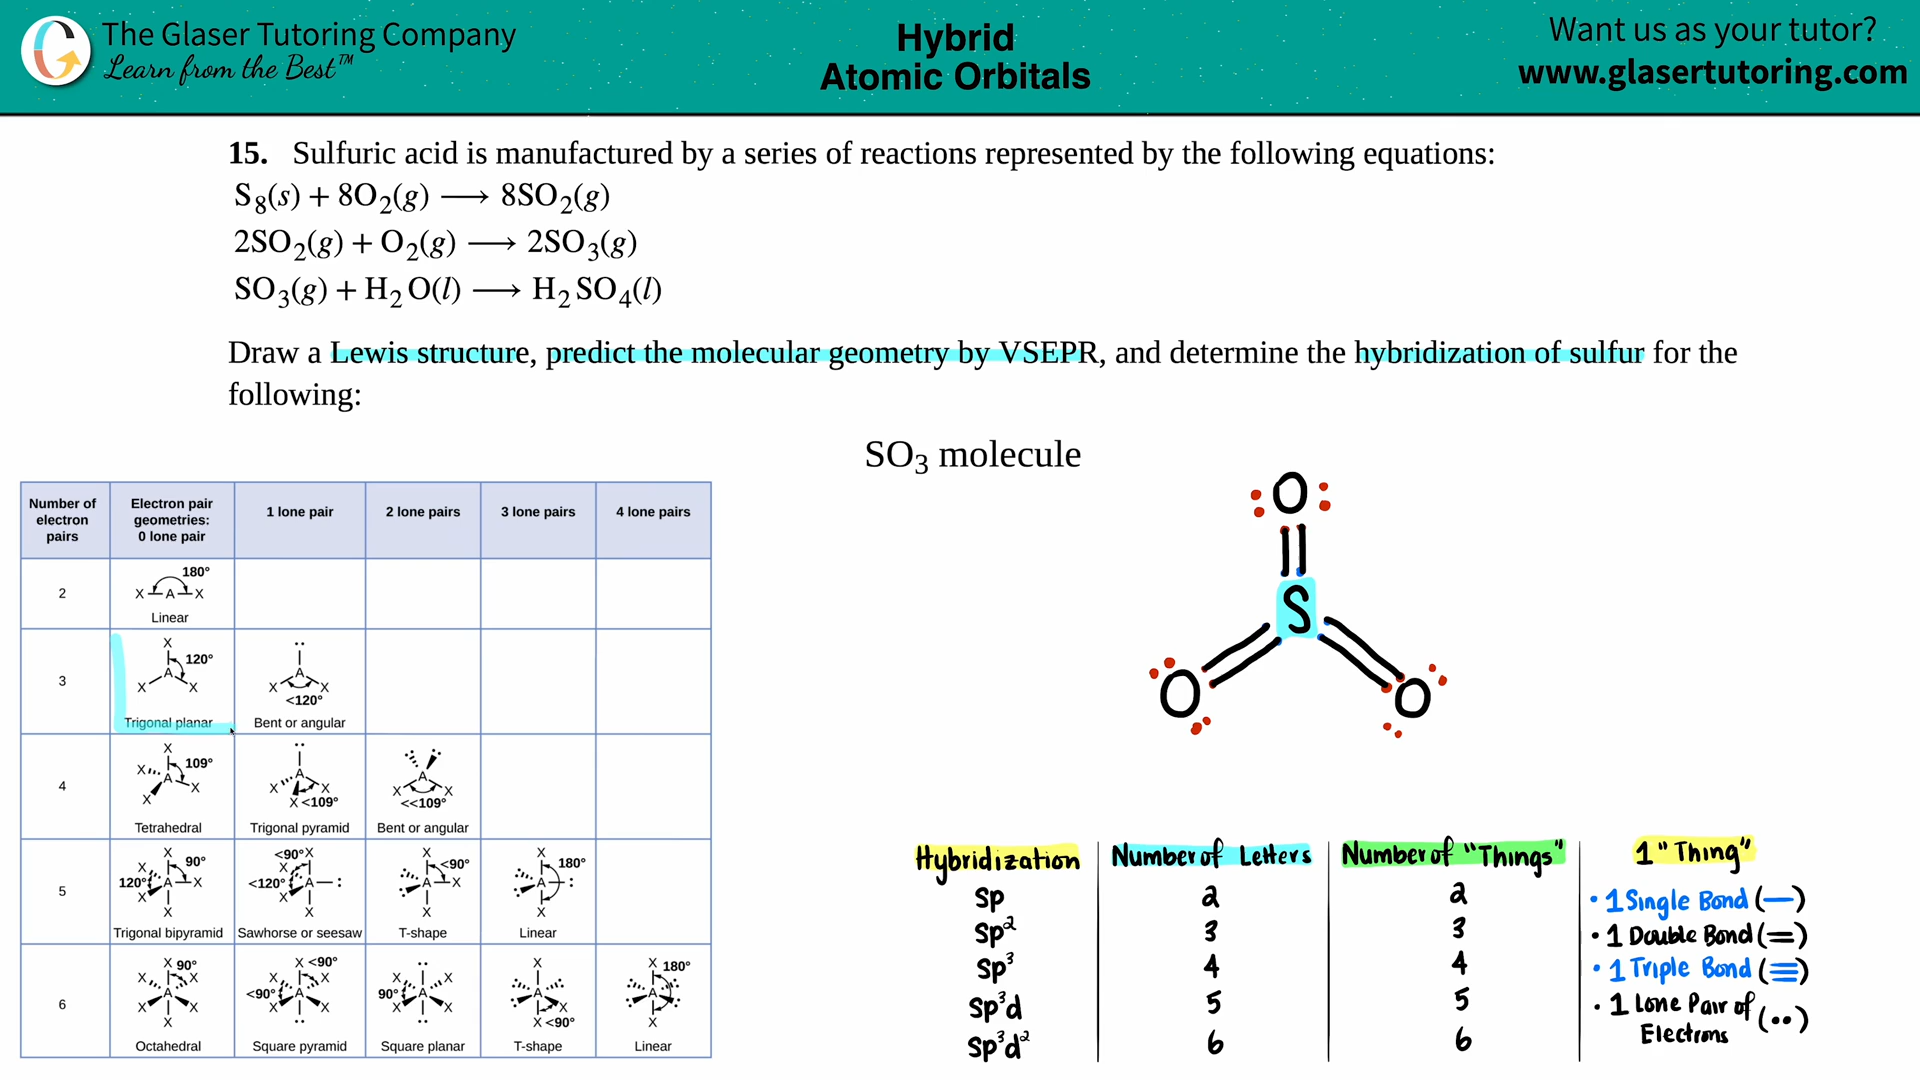 The Glaser Tutoring Company
Learn from the Best™
Hybrid
Atomic Orbitals
Want us as your tutor?
www.glasertutoring.com
15. Sulfuric acid is manufactured by a series of reactions represented by the following equations:
S₈(s) + 8O₂(g) ⟶ 8SO₂(g)
2SO₂(g) + O₂(g) ⟶ 2SO₃(g)
SO₃(g) + H₂O(l) ⟶ H₂SO₄(l)
Draw a Lewis structure, predict the molecular geometry by VSEPR, and determine the hybridization of sulfur for the
following:
SO₃ molecule
O
S
O O
Number of electron pairs | Electron pair geometries: 0 lone pair | 1 lone pair | 2 lone pairs | 3 lone pairs | 4 lone pairs
2
180°
X A X
Linear
3
X 120° A X X
Trigonal planar
.. A X X <120°
Bent or angular
4
X 109° X A X X
Tetrahedral
.. A X X X <109°
Trigonal pyramid
.. .. A X X <<109°
Bent or angular
5
X 90° X 120° A X X X
Trigonal bipyramid
<90° X X <120° A : X X
Sawhorse or seesaw
X <90° : A X : X
T-shape
X 180° : A : : X
Linear
6
X 90° X X A X X X
Octahedral
X <90° X X <90° A X X ..
Square pyramid
.. X X 90° A X X ..
Square planar
X A X X <90°
T-shape
X 180° A X
Linear
Hybridization | Number of Letters | Number of "Things" | 1 "Thing"
Sp 2 2
Sp² 3 3
Sp³ 4 4
Sp³d 5 5
Sp³d² 6 6
• 1 Single Bond (—)
• 1 Double Bond (=)
• 1 Triple Bond (≡)
• 1 Lone Pair of
Electrons (••)